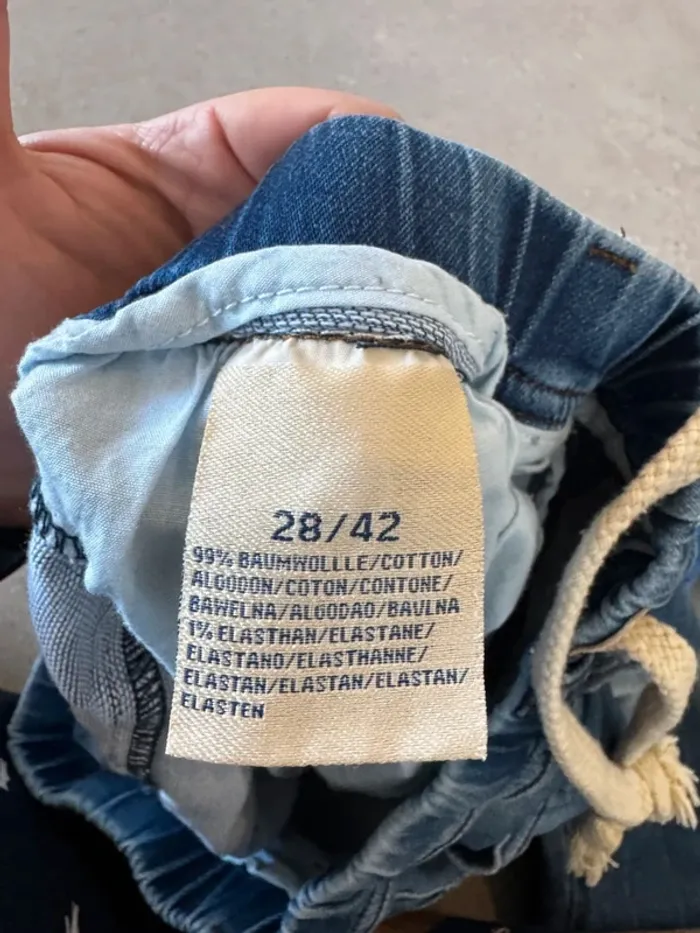 28/42
99% BAUMWOLLLE/COTTON/
ALGODON/COTON/CONTONE/
BAWELNA/ALGODAO/BAVLNA
1% ELASTHAN/ELASTANE/
ELASTANO/ELASTHANNE/
ELASTAN/ELASTAN/ELASTAN/
ELASTEN